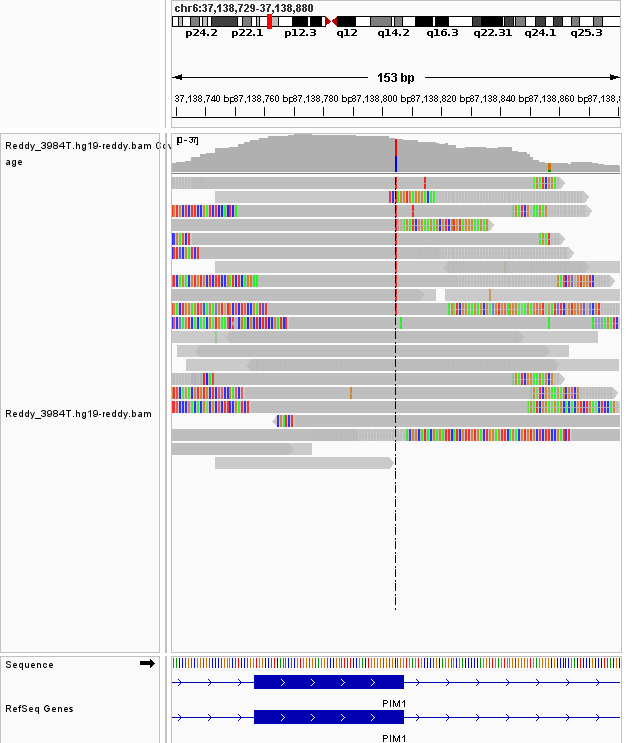 chr6:37,138,729-37,138,880
p24.2 p22.1 p12.3 q12 q14.2 q16.3 q22.31 q24.1 q25.3
153 bp
37,138,740 bp 37,138,760 bp 37,138,780 bp 37,138,800 bp 37,138,820 bp 37,138,840 bp 37,138,860 bp 37,138,8
Reddy_3984T.hg19-reddy.bam Cov
age
[0 - 37]
Reddy_3984T.hg19-reddy.bam
Sequence
PIM1
RefSeq Genes
PIM1